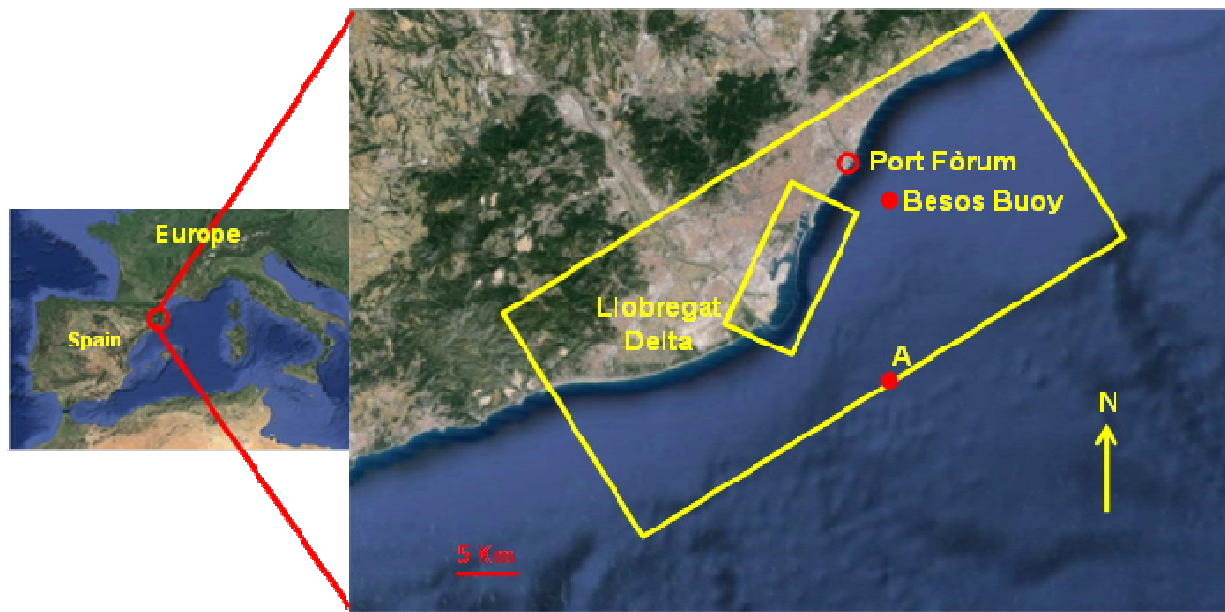 Europe
Spain
Port Fòrum
Besos Buoy
Llobregat
Delta
A
N
5 Km